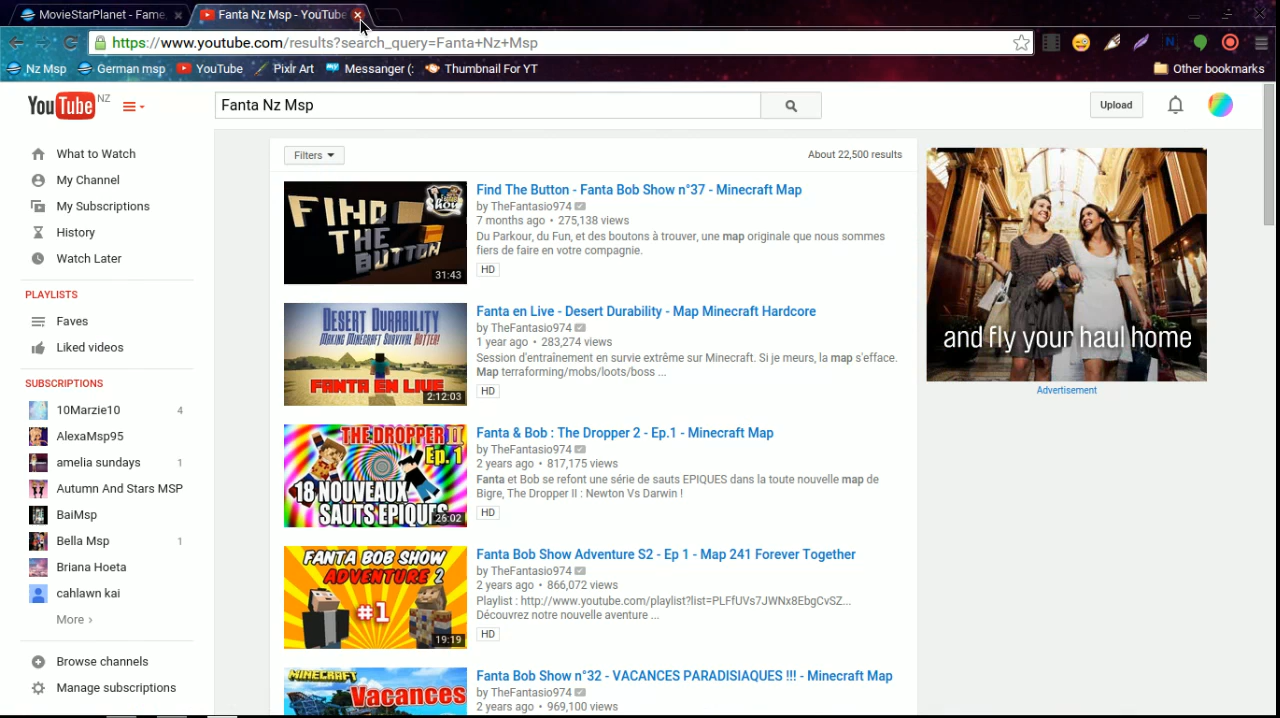 MovieStarPlanet - Fame,
Fanta Nz Msp - YouTube
https://www.youtube.com/results?search_query=Fanta+Nz+Msp
Nz Msp
German msp
YouTube
Pixlr Art
Messanger (:
Thumbnail For YT
Other bookmarks
YouTube NZ
Fanta Nz Msp
Upload
What to Watch
My Channel
My Subscriptions
History
Watch Later
PLAYLISTS
Faves
Liked videos
SUBSCRIPTIONS
10Marzie10 4
AlexaMsp95
amelia sundays 1
Autumn And Stars MSP
BaiMsp
Bella Msp 1
Briana Hoeta
cahlawn kai
More ›
Browse channels
Manage subscriptions
Filters
About 22,500 results
FIND
THE
BUTTON
31:43
Find The Button - Fanta Bob Show n°37 - Minecraft Map
by TheFantasio974
7 months ago • 275,138 views
Du Parkour, du Fun, et des boutons à trouver, une map originale que nous sommes
fiers de faire en votre compagnie.
HD
DESERT DURABILITY
MAKING MINECRAFT SURVIVAL HOTTER!
FANTA EN LIVE
2:12:03
Fanta en Live - Desert Durability - Map Minecraft Hardcore
by TheFantasio974
1 year ago • 283,274 views
Session d'entraînement en survie extrême sur Minecraft. Si je meurs, la map s'efface.
Map terraforming/mobs/loots/boss ...
HD
THE DROPPER II
Ep. 1
18 NOUVEAUX
SAUTS EPIQUES
26:02
Fanta & Bob : The Dropper 2 - Ep.1 - Minecraft Map
by TheFantasio974
2 years ago • 817,175 views
Fanta et Bob se refont une série de sauts EPIQUES dans la toute nouvelle map de
Bigre, The Dropper II : Newton Vs Darwin !
HD
FANTA BOB SHOW
ADVENTURE 2
#1
19:19
Fanta Bob Show Adventure S2 - Ep 1 - Map 241 Forever Together
by TheFantasio974
2 years ago • 866,072 views
Playlist : http://www.youtube.com/playlist?list=PLFfUVs7JWNx8EbgCvSZ...
Découvrez notre nouvelle aventure ...
HD
MINECRAFT
Vacances
Fanta Bob Show n°32 - VACANCES PARADISIAQUES !!! - Minecraft Map
by TheFantasio974
2 years ago • 969,100 views
and fly your haul home
Advertisement